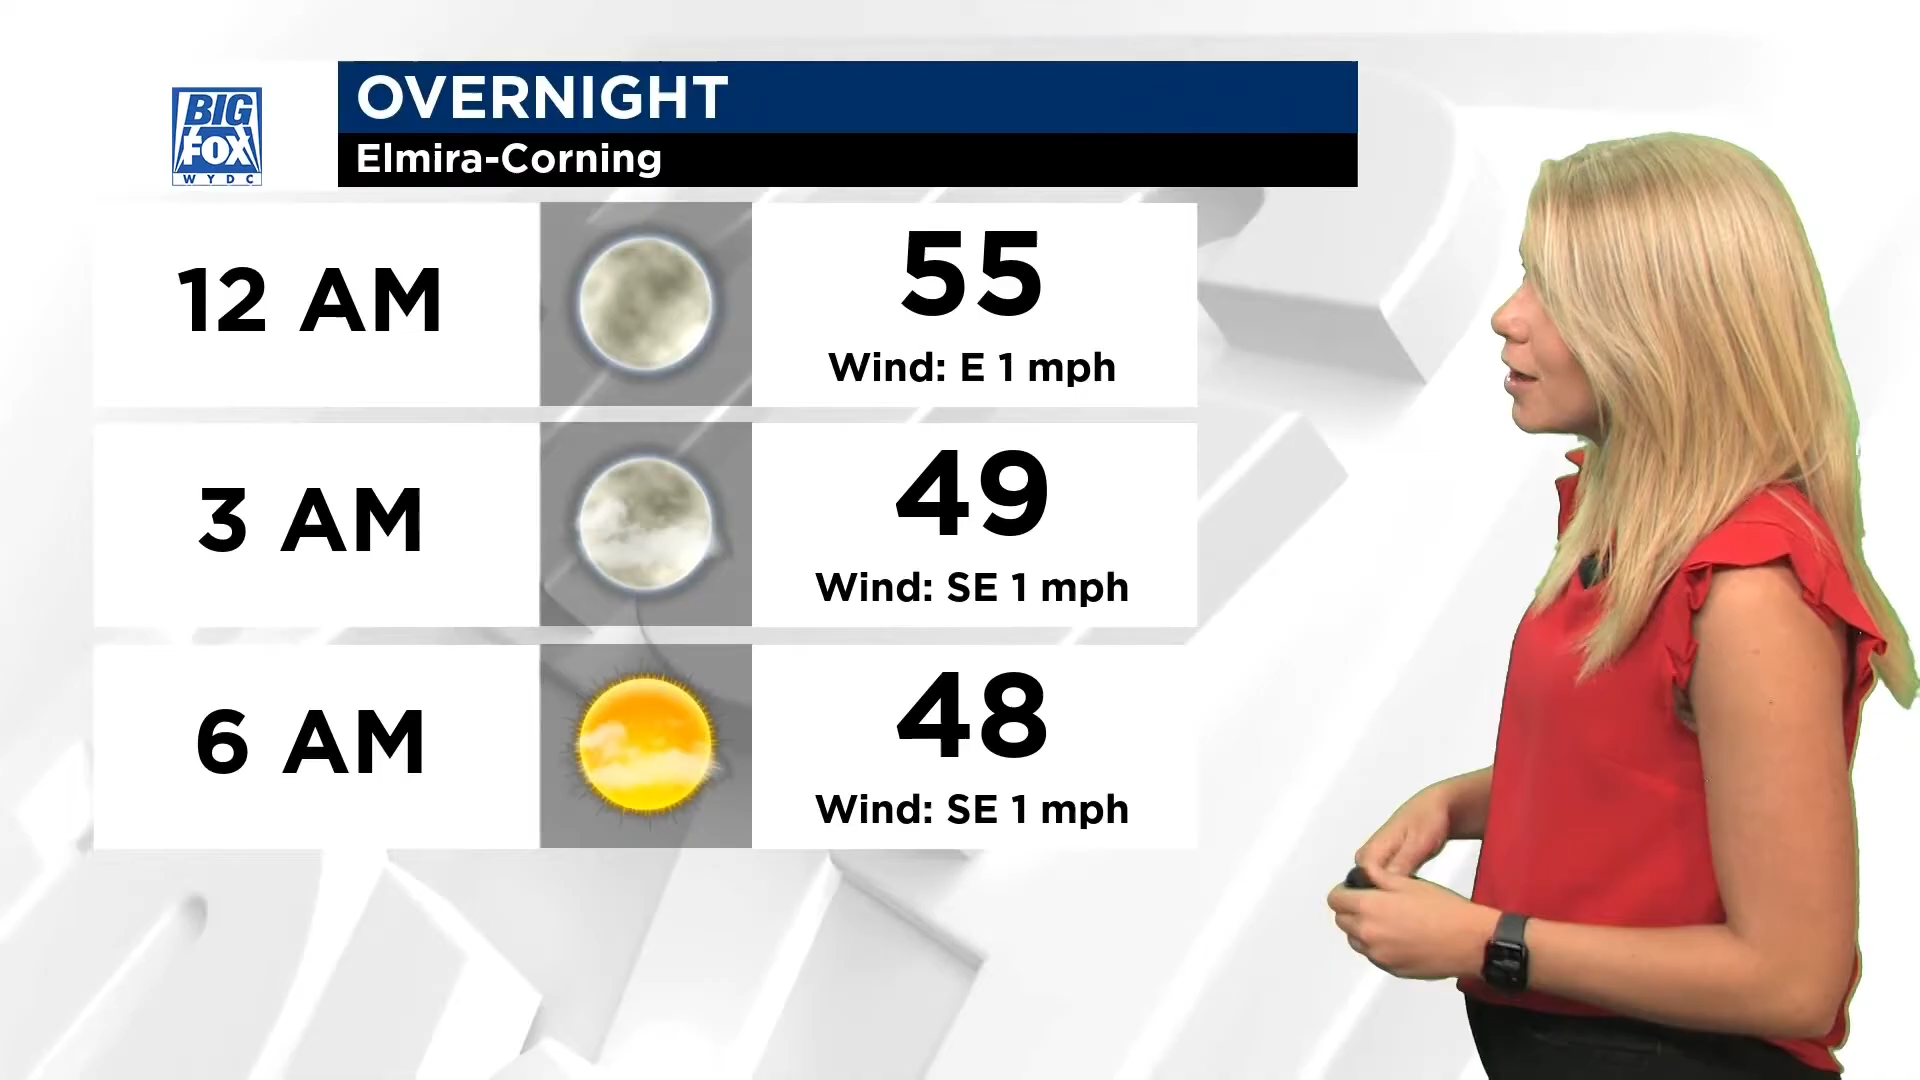 BIG
FOX
WYDC
OVERNIGHT
Elmira-Corning
12 AM
55
Wind: E 1 mph
3 AM
49
Wind: SE 1 mph
6 AM
48
Wind: SE 1 mph